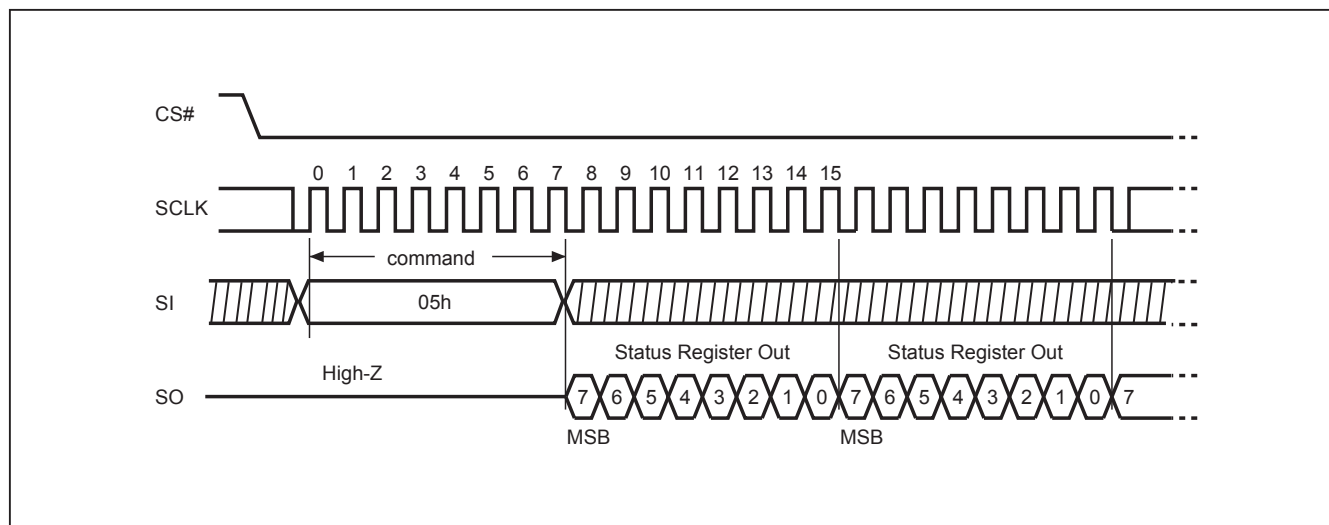 CS#
0 1 2 3 4 5 6 7 8 9 10 11 12 13 14 15
SCLK
command
SI
05h
Status Register Out Status Register Out
High-Z
SO
7 6 5 4 3 2 1 0 7 6 5 4 3 2 1 0 7
MSB MSB